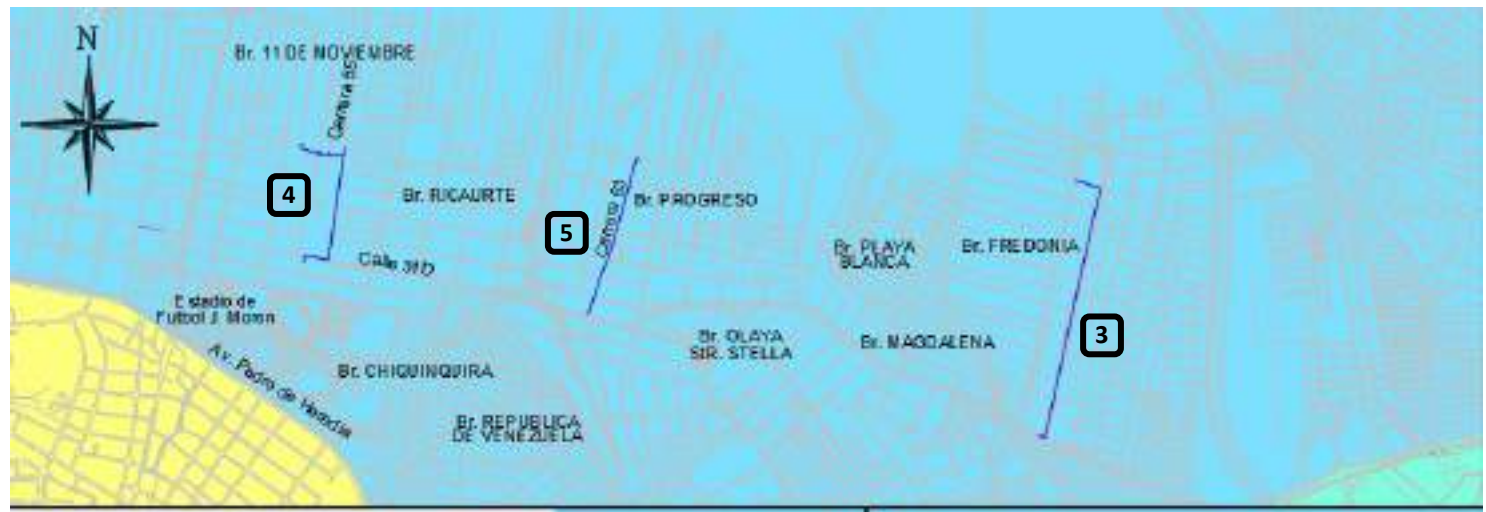 N
Br. 11 DE NOVIEMBRE
Carrera 65
4
Br. RICAURTE
Carrera 63
Br. PROGRESO
5
Br. PLAYA
BLANCA
Br. FREDONIA
Calle 31D
Estadio de
Futbol J. Moron
Br. OLAYA
STR. STELLA
Br. MAGDALENA
3
Av. Pedro de Heredia
Br. CHIQUINQUIRA
Br. REPUBLICA
DE VENEZUELA